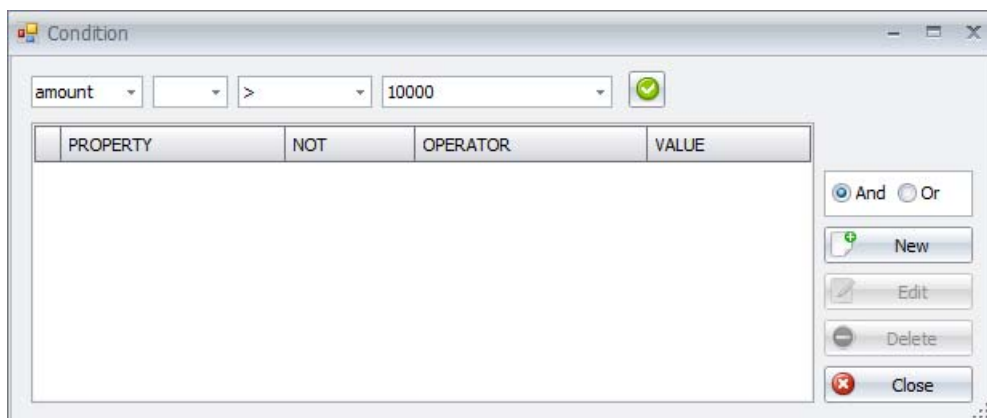 Condition
amount > 10000
PROPERTY NOT OPERATOR VALUE
And Or
New
Edit
Delete
Close